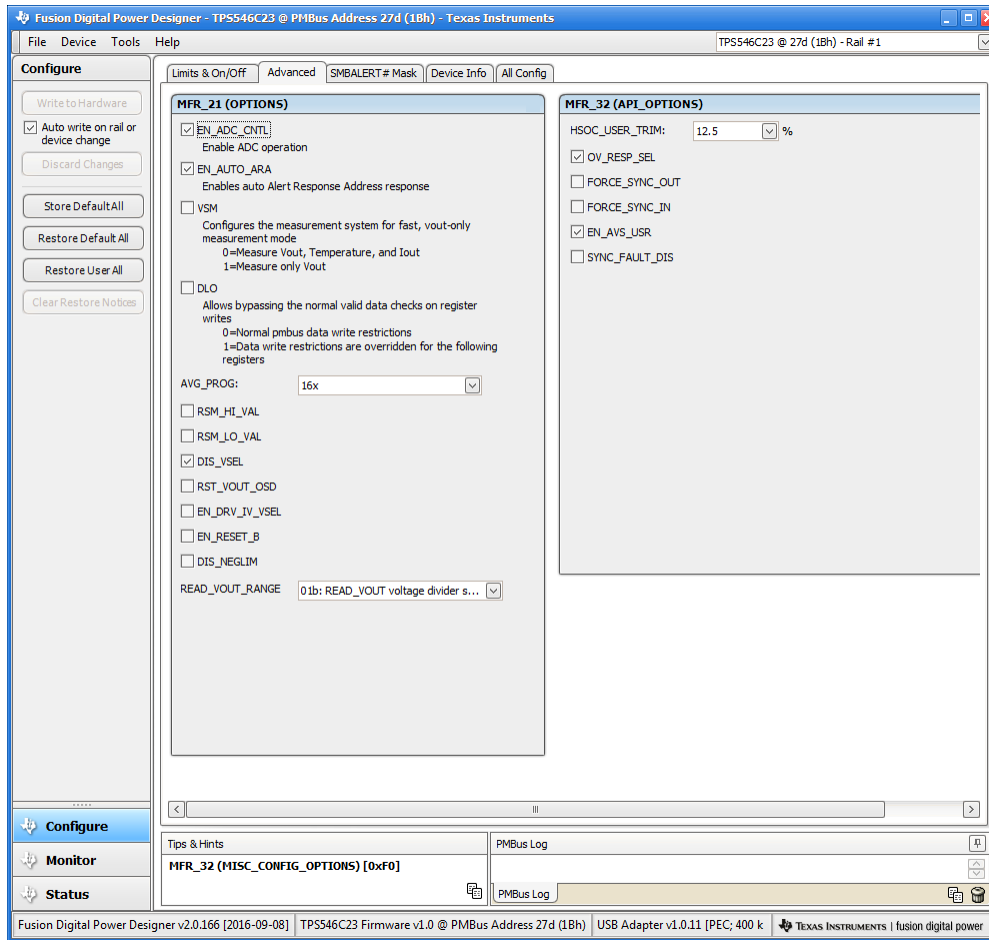 Fusion Digital Power Designer - TPS546C23 @ PMBus Address 27d (1Bh) - Texas Instruments
File Device Tools Help
TPS546C23 @ 27d (1Bh) - Rail #1
Configure
Write to Hardware
Auto write on rail or
device change
Discard Changes
Store Default All
Restore Default All
Restore User All
Clear Restore Notices
Limits & On/Off Advanced SMBALERT# Mask Device Info All Config
MFR_21 (OPTIONS)
EN_ADC_CNTL
Enable ADC operation
EN_AUTO_ARA
Enables auto Alert Response Address response
VSM
Configures the measurement system for fast, vout-only
measurement mode
0=Measure Vout, Temperature, and Iout
1=Measure only Vout
DLO
Allows bypassing the normal valid data checks on register
writes
0=Normal pmbus data write restrictions
1=Data write restrictions are overridden for the following
registers
AVG_PROG: 16x
RSM_HI_VAL
RSM_LO_VAL
DIS_VSEL
RST_VOUT_OSD
EN_DRV_IV_VSEL
EN_RESET_B
DIS_NEGLIM
READ_VOUT_RANGE 01b: READ_VOUT voltage divider s...
MFR_32 (API_OPTIONS)
HSOC_USER_TRIM: 12.5 %
OV_RESP_SEL
FORCE_SYNC_OUT
FORCE_SYNC_IN
EN_AVS_USR
SYNC_FAULT_DIS
Configure
Monitor
Status
Tips & Hints
MFR_32 (MISC_CONFIG_OPTIONS) [0xF0]
PMBus Log
PMBus Log
Fusion Digital Power Designer v2.0.166 [2016-09-08] TPS546C23 Firmware v1.0 @ PMBus Address 27d (1Bh) USB Adapter v1.0.11 [PEC; 400 k TEXAS INSTRUMENTS | fusion digital power